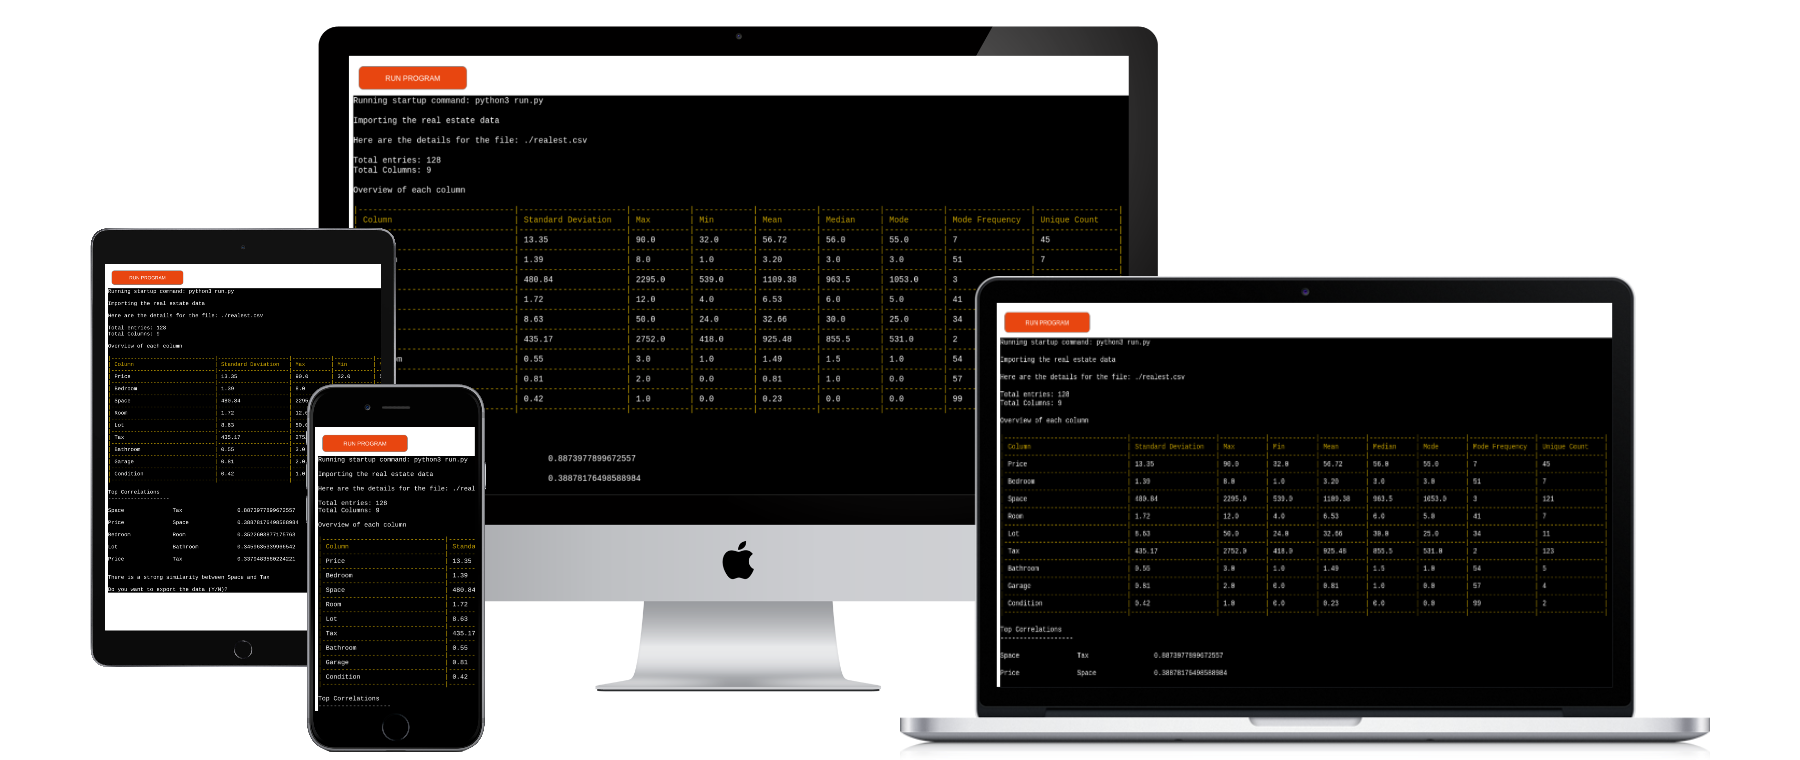 RUN PROGRAM
Running startup command: python3 run.py
Importing the real estate data
Here are the details for the file: ./realest.csv
Total entries: 128
Total Columns: 9
Overview of each column
Column Standard Deviation Max Min Mean Median Mode Mode Frequency Unique Count
13.35 90.0 32.0 56.72 56.0 55.0 7 45
1.39 8.0 1.0 3.20 3.0 3.0 51 7
480.84 2295.0 539.0 1109.38 963.5 1053.0 3
1.72 12.0 4.0 6.53 6.0 5.0 41
8.63 50.0 24.0 32.66 30.0 25.0 34
435.17 2752.0 418.0 925.48 855.5 531.0 2
m 0.55 3.0 1.0 1.49 1.5 1.0 54
0.81 2.0 0.0 0.81 1.0 0.0 57
0.42 1.0 0.0 0.23 0.0 0.0 99
0.8873977899672557
0.38878176498588984
RUN PROGRAM
Running startup command: python3 run.py
Importing the real estate data
Here are the details for the file: ./realest.csv
Total entries: 128
Total Columns: 9
Overview of each column
Column Standard Deviation Max Min
Price 13.35 90.0 32.0
Bedroom 1.39 8.0
Space 480.84 2295
Room 1.72 12.0
Lot 8.63 50.
Tax 435.17 275
Bathroom 0.55 3.0
Garage 0.81 2.0
Condition 0.42 1.0
Top Correlations
Space Tax 0.8873977899672557
Price Space 0.38878176498588984
Bedroom Room
Lot Bathroom
Price Tax
There is a strong similarity between Space and Tax
Do you want to export the data (Y/N)?
RUN PROGRAM
Running startup command: python3 run.py
Importing the real estate data
Here are the details for the file: ./real
Total entries: 128
Total Columns: 9
Overview of each column
Column Standa
Price 13.35
Bedroom 1.39
Space 480.84
Room 1.72
Lot 8.63
Tax 435.17
Bathroom 0.55
Garage 0.81
Condition 0.42
Top Correlations
RUN PROGRAM
Running startup command: python3 run.py
Importing the real estate data
Here are the details for the file: ./realest.csv
Total entries: 128
Total Columns: 9
Overview of each column
Column Standard Deviation Max Min Mean Median Mode Mode Frequency Unique Count
Price 13.35 90.0 32.0 56.72 56.0 55.0 7 45
Bedroom 1.39 8.0 1.0 3.20 3.0 3.0 51 7
Space 480.84 2295.0 539.0 1109.38 963.5 1053.0 3 121
Room 1.72 12.0 4.0 6.53 6.0 5.0 41 7
Lot 8.63 50.0 24.0 32.66 30.0 25.0 34 11
Tax 435.17 2752.0 418.0 925.48 855.5 531.0 2 123
Bathroom 0.55 3.0 1.0 1.49 1.5 1.0 54 5
Garage 0.81 2.0 0.0 0.81 1.0 0.0 57 4
Condition 0.42 1.0 0.0 0.23 0.0 0.0 99 2
Top Correlations
Space Tax 0.8873977899672557
Price Space 0.38878176498588984